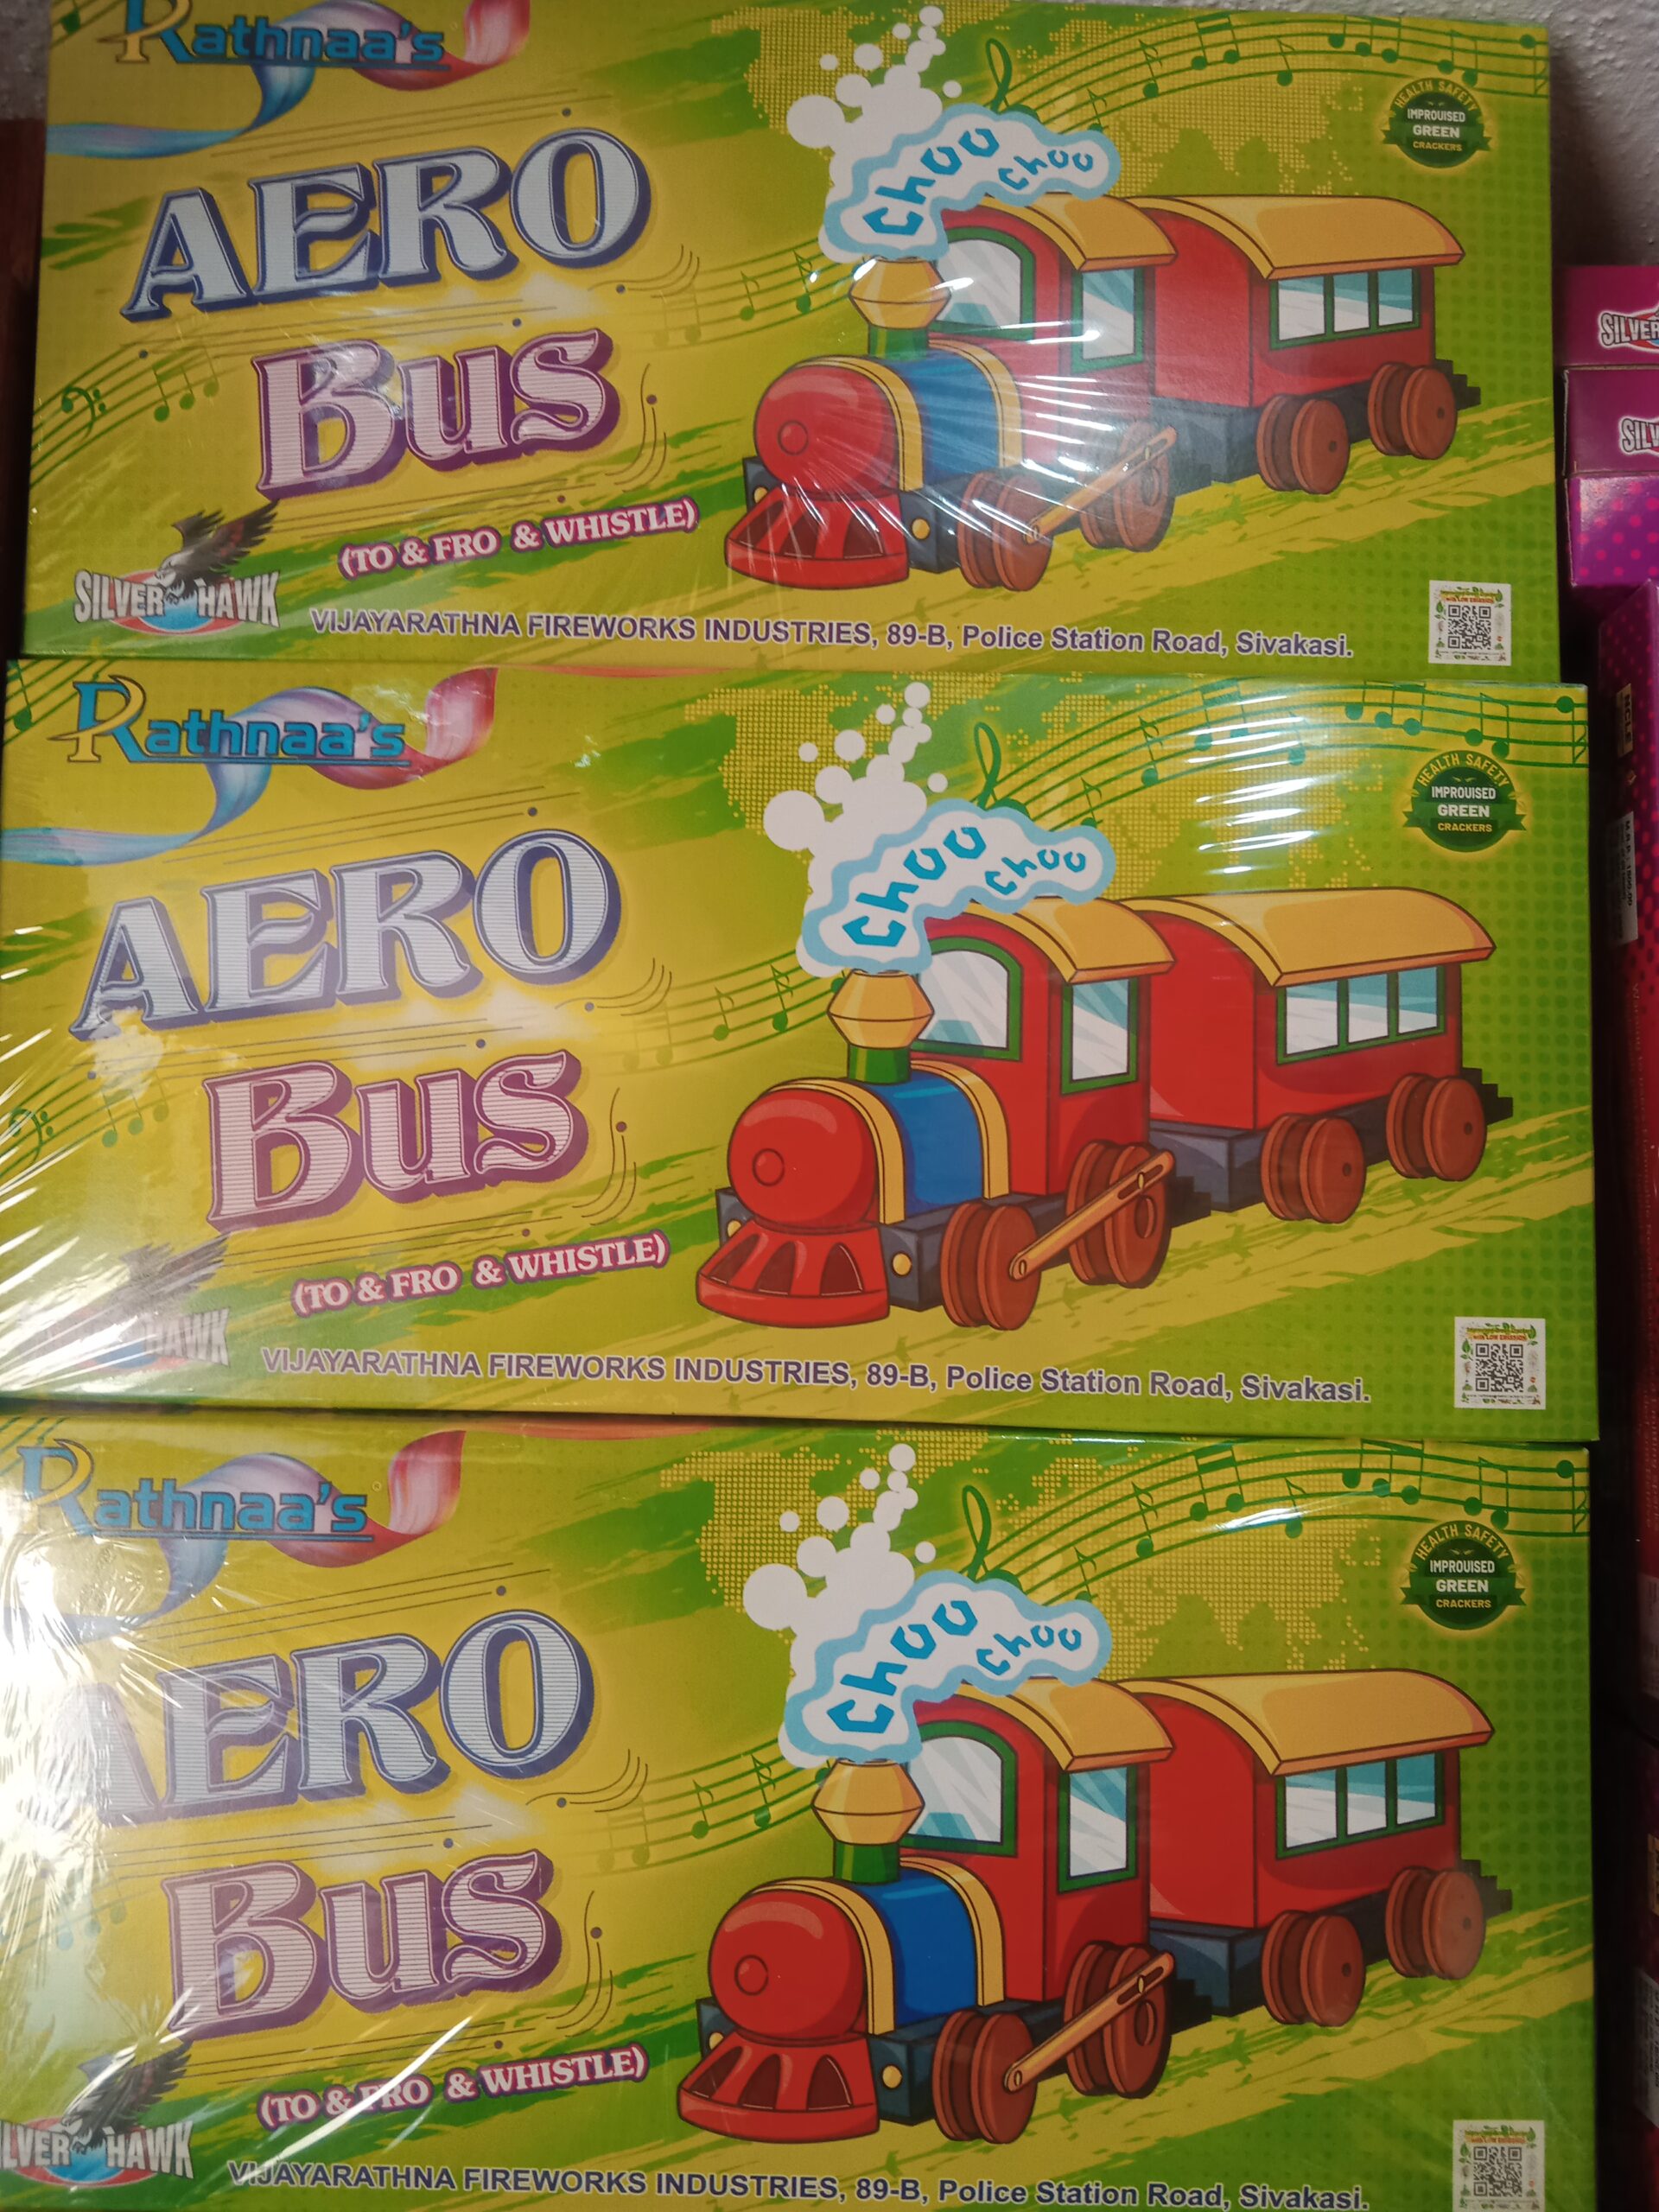 Rathnaa's
HEALTH SAFETY
IMPROUISED
GREEN
CRACKERS
Choo
Choo
AERO
Bus
(TO & FRO & WHISTLE)
SILVER HAWK
VIJAYARATHNA FIREWORKS INDUSTRIES, 89-B, Police Station Road, Sivakasi.
SILVER
Rathnaa's
HEALTH SAFETY
IMPROUISED
GREEN
CRACKERS
Choo
Choo
AERO
Bus
(TO & FRO & WHISTLE)
HAWK
VIJAYARATHNA FIREWORKS INDUSTRIES, 89-B, Police Station Road, Sivakasi.
Rathnaa's
HEALTH SAFETY
IMPROUISED
GREEN
CRACKERS
Choo
Choo
AERO
Bus
(TO & FRO & WHISTLE)
LVER HAWK
VIJAYARATHNA FIREWORKS INDUSTRIES, 89-B, Police Station Road, Sivakasi.